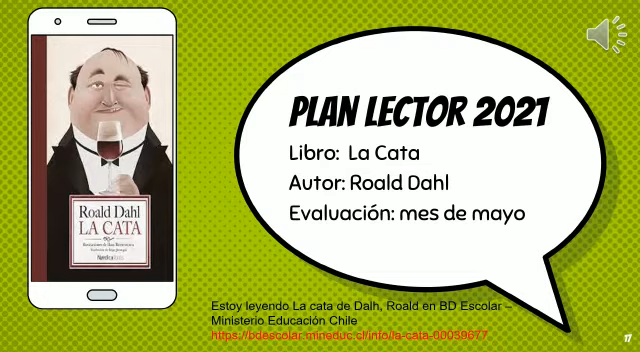 PLAN LECTOR 2021
Libro: La Cata
Autor: Roald Dahl
Evaluación: mes de mayo
Roald Dahl
LA CATA
Nørdicalibros
Estoy leyendo La cata de Dalh, Roald en BD Escolar –
Ministerio Educación Chile
https://bdescolar.mineduc.cl/info/la-cata-00039677
17